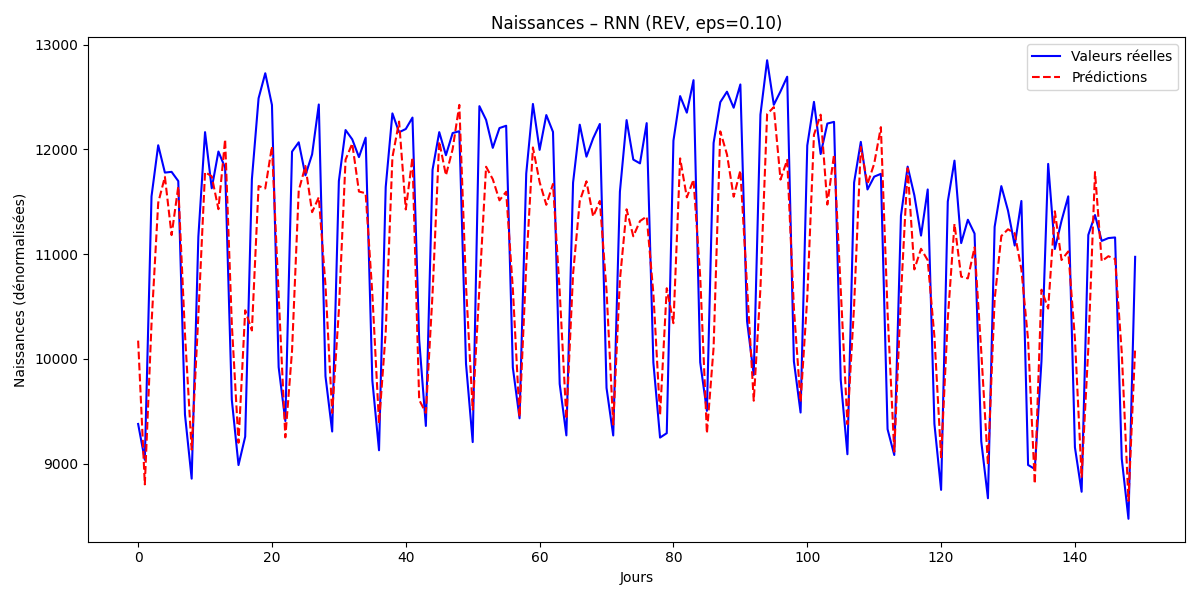 Naissances – RNN (REV, eps=0.10)
Valeurs réelles
Prédictions
Naissances (dénormalisées)
13000
12000
11000
10000
9000
0 20 40 60 80 100 120 140
Jours